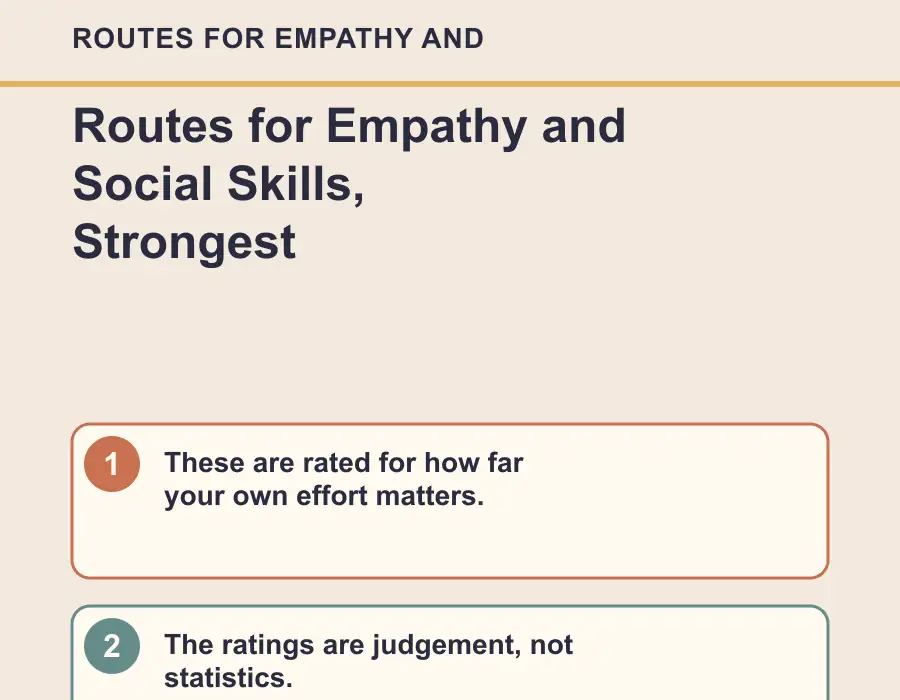 ROUTES FOR EMPATHY AND
Routes for Empathy and
Social Skills,
Strongest
1
These are rated for how far
your own effort matters.
2
The ratings are judgement, not
statistics.